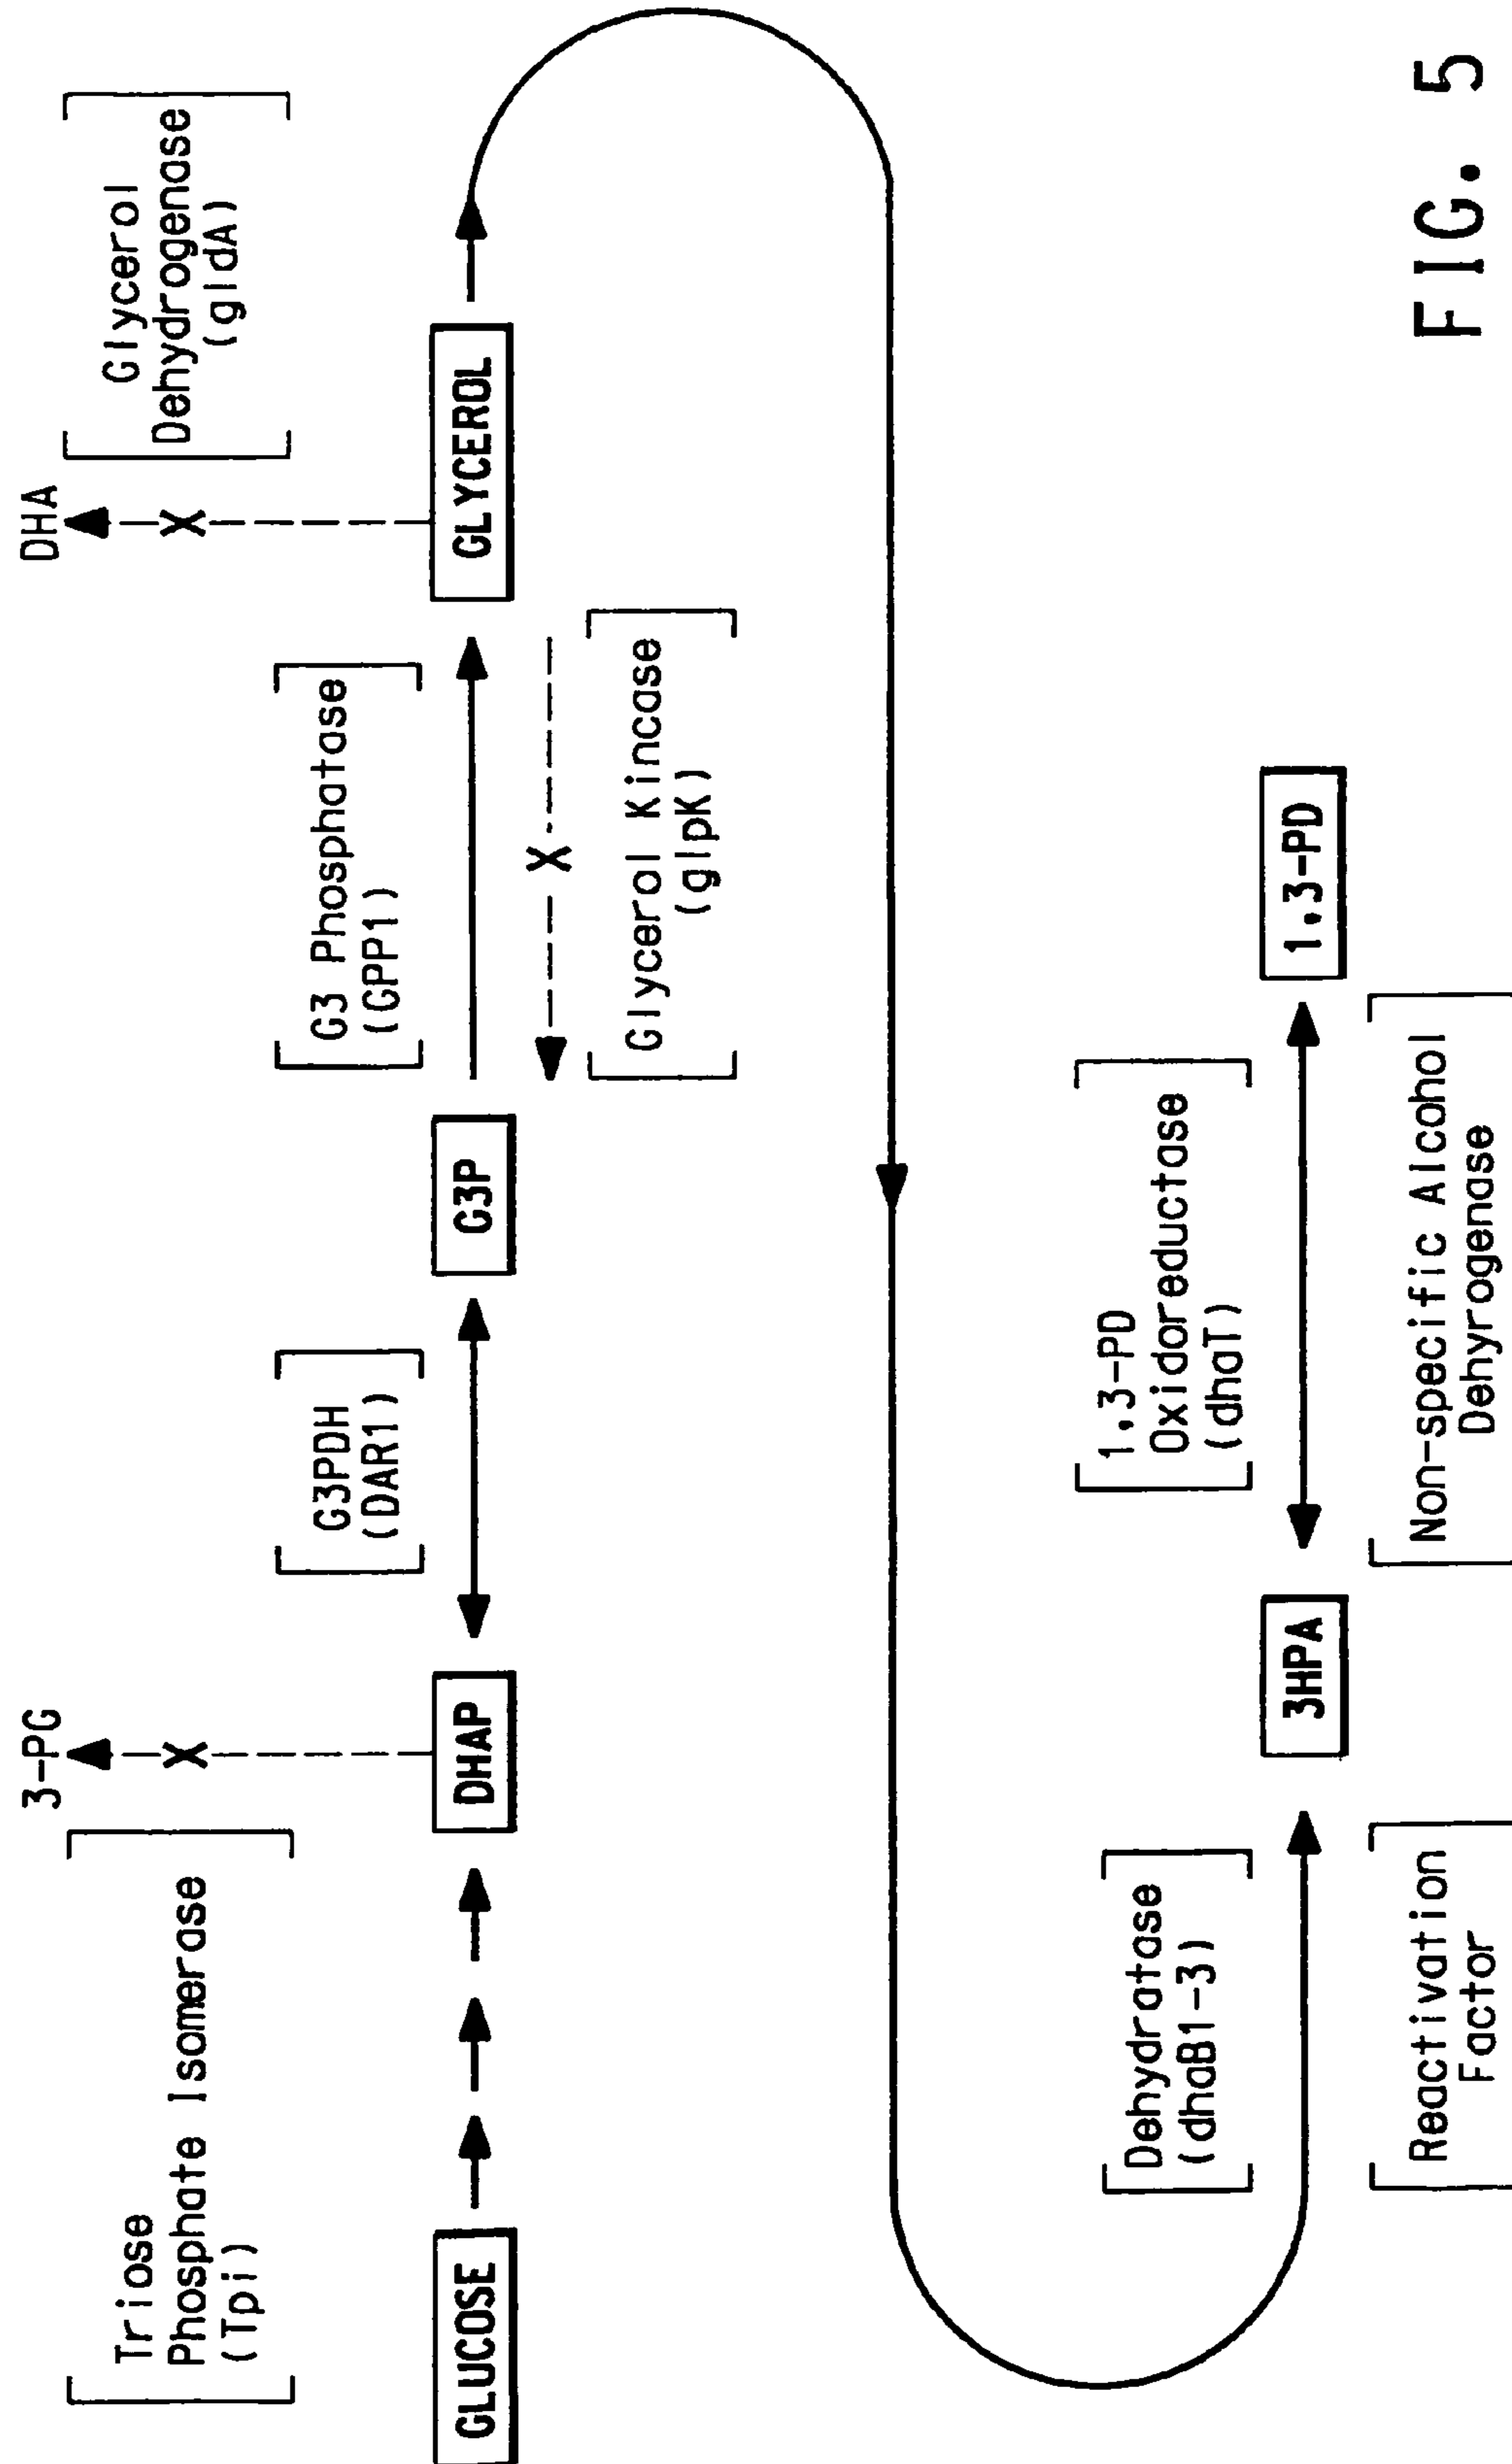 3-PG
DHA
Triose
Phosphate Isomerase
(Tpi)
G3PDH
(DAR1)
G3 Phosphatase
(GPP1)
Glycerol
Dehydrogenase
(gldA)
GLUCOSE
DHAP
G3P
GLYCEROL
X
X
X
Glycerol Kincase
(glpK)
Dehydratase
(dhaB1-3)
1,3-PD
Oxidoreductase
(dhaT)
3HPA
1,3-PD
Reactivation
Factor
Non-specific Alcohol
Dehyrogenase
FIG. 5